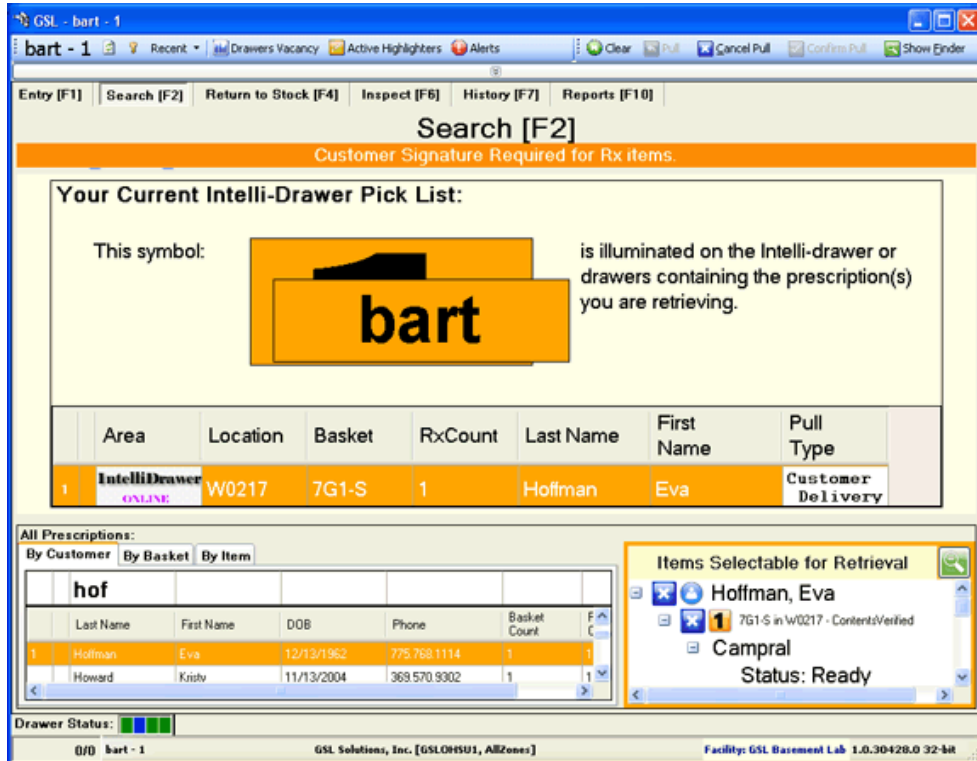 GSL - bart - 1
bart - 1 Recent Drawers Vacancy Active Highlighters Alerts Clear Pull Cancel Pull Confirm Pull Show Finder
Entry [F1] Search [F2] Return to Stock [F4] Inspect [F6] History [F7] Reports [F10]
Search [F2]
Customer Signature Required for Rx items.
Your Current Intelli-Drawer Pick List:
This symbol:
1
bart
is illuminated on the Intelli-drawer or
drawers containing the prescription(s)
you are retrieving.
Area Location Basket RxCount Last Name First Name Pull Type
1 IntelliDrawer ONLINE W0217 7G1-S 1 Hoffman Eva Customer Delivery
All Prescriptions:
By Customer By Basket By Item
hof
Last Name First Name DOB Phone Basket Count
1 Hoffman Eva 12/13/1962 775.768.1114 1 1
Howard Kristy 11/13/2004 369.570.9302 1 1
Items Selectable for Retrieval
Hoffman, Eva
1 7G1-S in W0217 - ContentsVerified
Campral
Status: Ready
Drawer Status:
0/0 bart - 1 GSL Solutions, Inc. [GSLOHSU1, AllZones] Facility: GSL Basement Lab 1.0.30428.0 32-bit